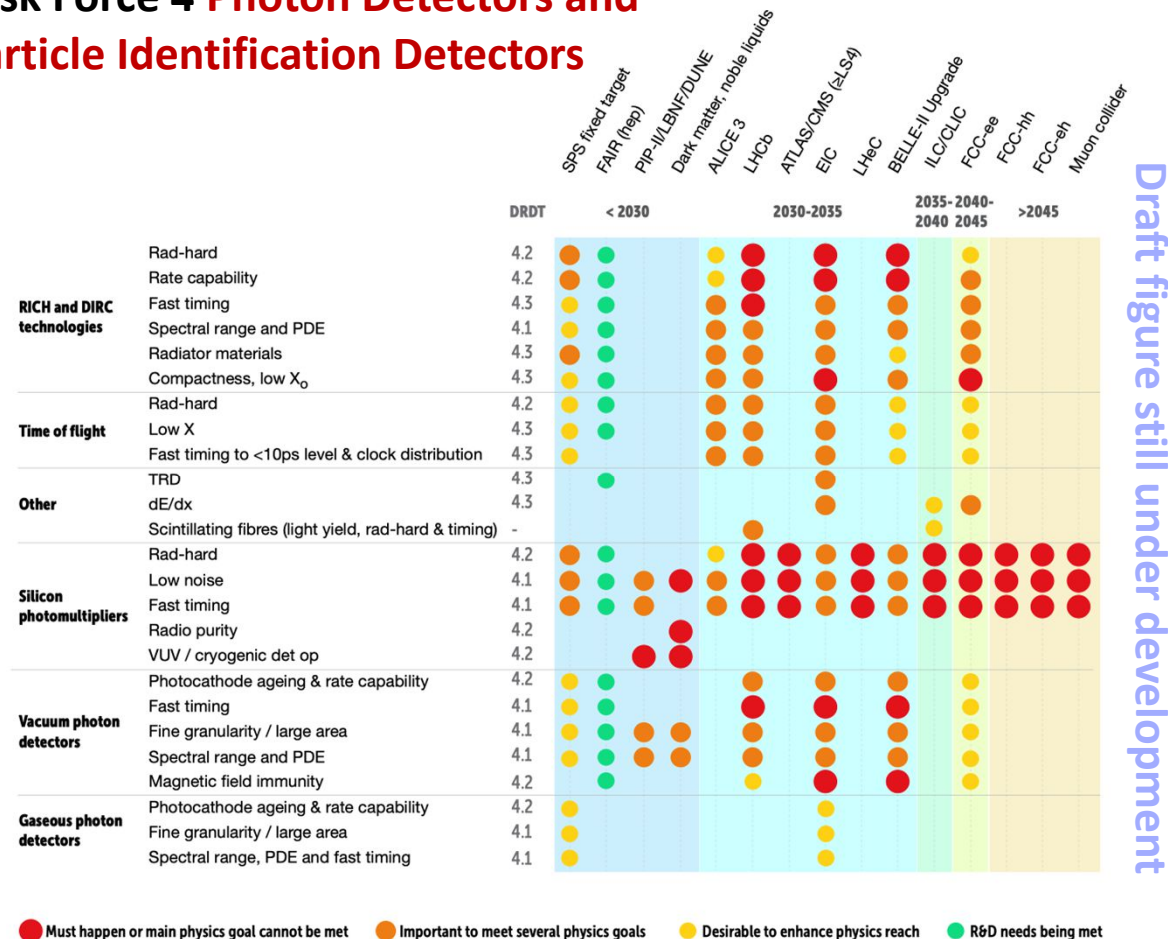 sk Force 4 Photon Detectors and
article Identification Detectors
SPS fixed target
FAIR (hep)
PIP-II/LBNF/DUNE
Dark matter, noble liquids
ALICE 3
LHCb
ATLAS/CMS (≥LS4)
EIC
LHeC
BELLE-II Upgrade
ILC/CLIC
FCC-ee
FCC-hh
FCC-eh
Muon collider
DRDT < 2030 2030-2035 2035-2040 2040-2045 >2045
RICH and DIRC technologies
Rad-hard 4.2
Rate capability 4.2
Fast timing 4.3
Spectral range and PDE 4.1
Radiator materials 4.3
Compactness, low Xo 4.3
Time of flight
Rad-hard 4.2
Low X 4.3
Fast timing to <10ps level & clock distribution 4.3
Other
TRD 4.3
dE/dx 4.3
Scintillating fibres (light yield, rad-hard & timing) -
Silicon photomultipliers
Rad-hard 4.2
Low noise 4.1
Fast timing 4.1
Radio purity 4.2
VUV / cryogenic det op 4.2
Vacuum photon detectors
Photocathode ageing & rate capability 4.2
Fast timing 4.1
Fine granularity / large area 4.1
Spectral range and PDE 4.1
Magnetic field immunity 4.2
Gaseous photon detectors
Photocathode ageing & rate capability 4.2
Fine granularity / large area 4.1
Spectral range, PDE and fast timing 4.1
Must happen or main physics goal cannot be met
Important to meet several physics goals
Desirable to enhance physics reach
R&D needs being met
Draft figure still under development